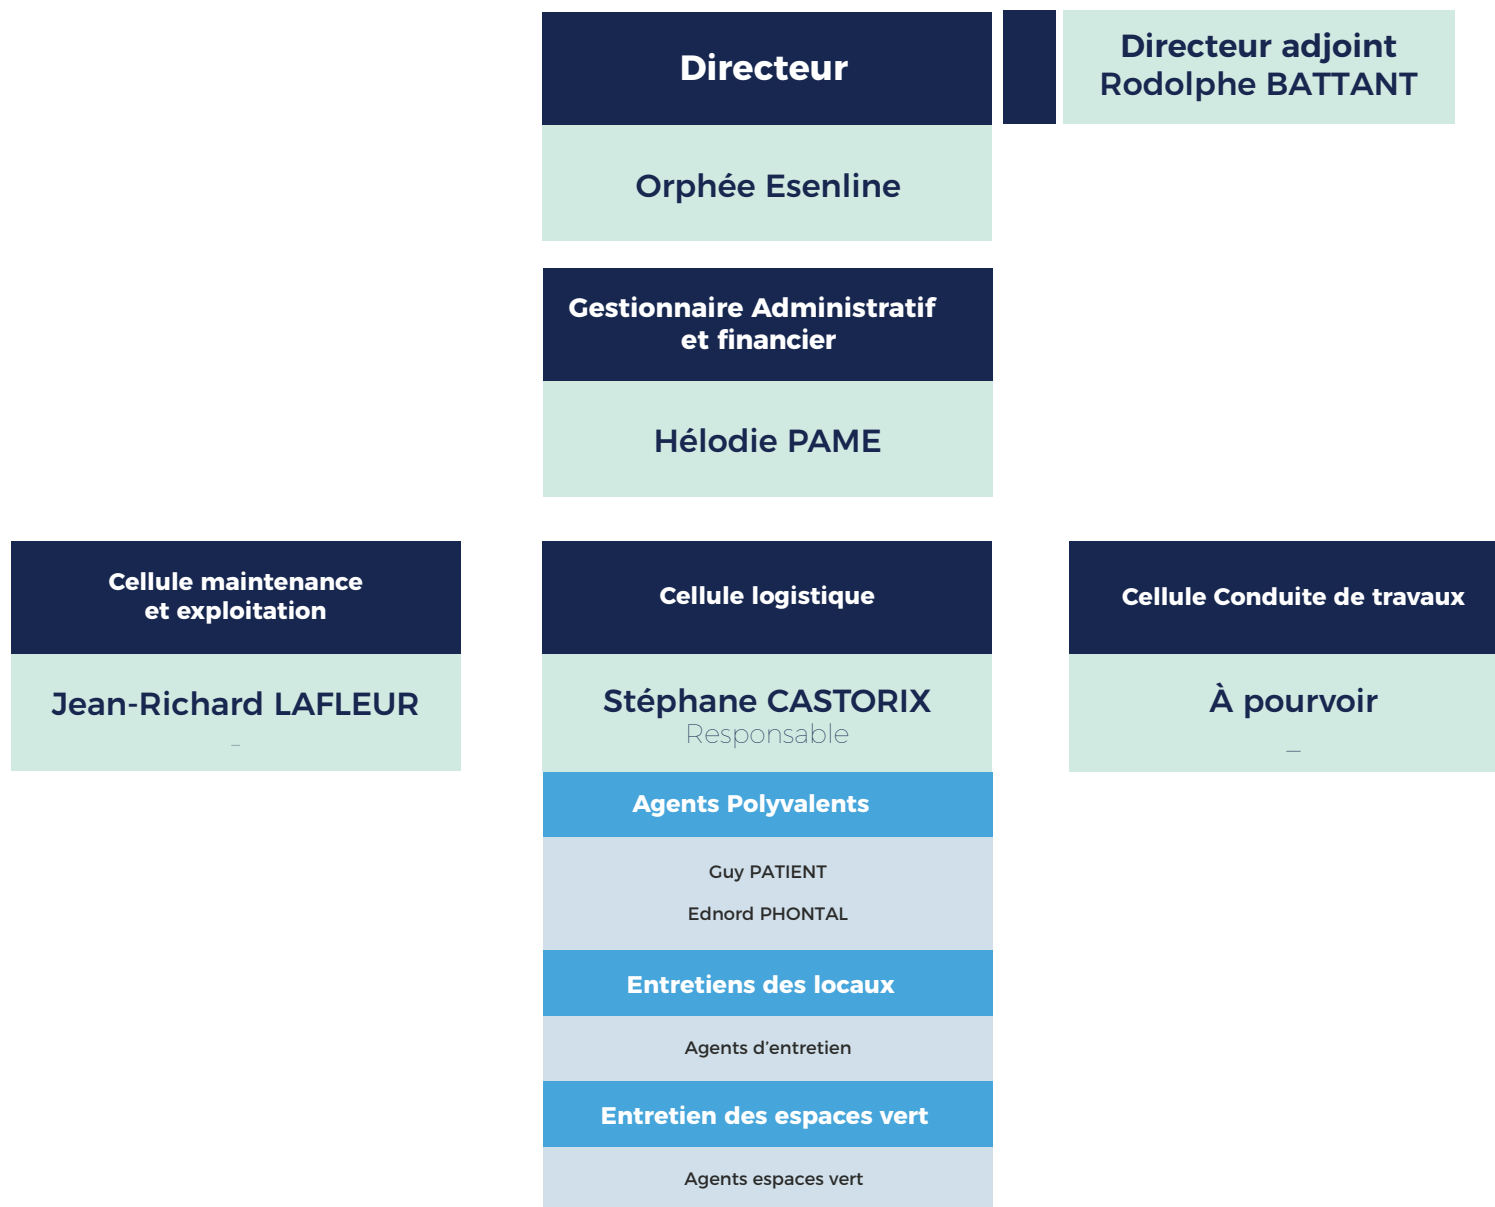 Directeur
Orphée Esenline
Directeur adjoint
Rodolphe BATTANT
Gestionnaire Administratif
et financier
Hélodie PAME
Cellule maintenance
et exploitation
Jean-Richard LAFLEUR
_
Cellule logistique
Stéphane CASTORIX
Responsable
Agents Polyvalents
Guy PATIENT
Ednord PHONTAL
Entretiens des locaux
Agents d’entretien
Entretien des espaces vert
Agents espaces vert
Cellule Conduite de travaux
À pourvoir
_